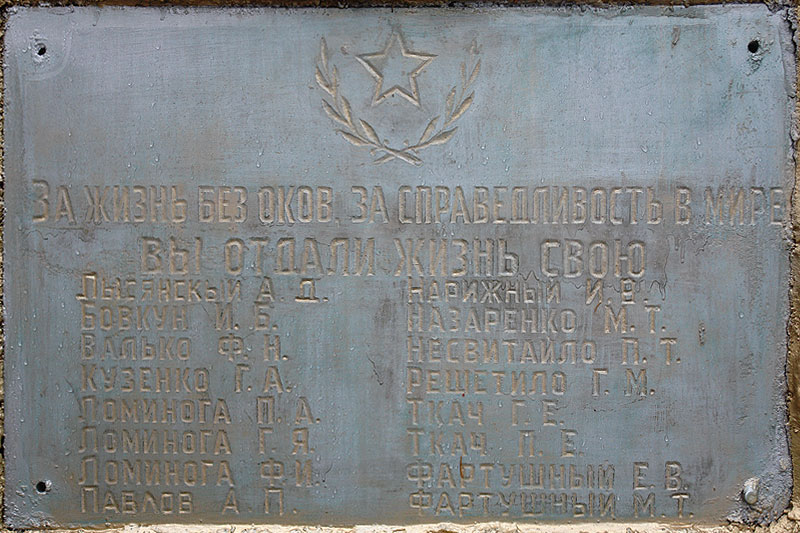 За жизнь без оков, за справедливость в мире
вы отдали жизнь свою
Лысянский А. Д.
Бовкун И. Б.
Валько Ф. Н.
Кузенко Г. А.
Ломинога П. А.
Ломинога Г. Я.
Ломинога Ф. И.
Павлов А. П.
Нарижный И. В.
Назаренко М. Т.
Несвитайло П. Т.
Решетило Г. М.
Ткач Г. Е.
Ткач П. Е.
Фартушный Е. В.
Фартушный М. Т.